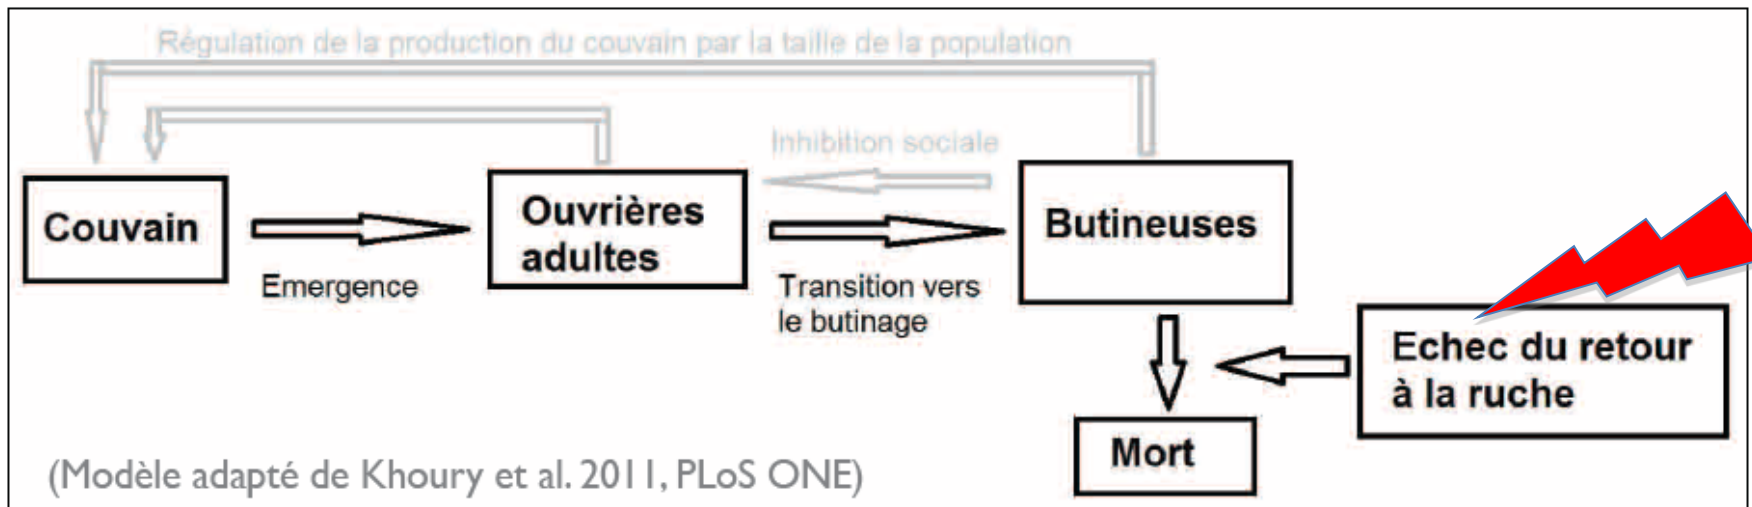 Régulation de la production du couvain par la taille de la population
Inhibition sociale
Couvain
Emergence
Ouvrières
adultes
Transition vers
le butinage
Butineuses
Echec du retour
à la ruche
Mort
(Modèle adapté de Khoury et al. 2011, PLoS ONE)